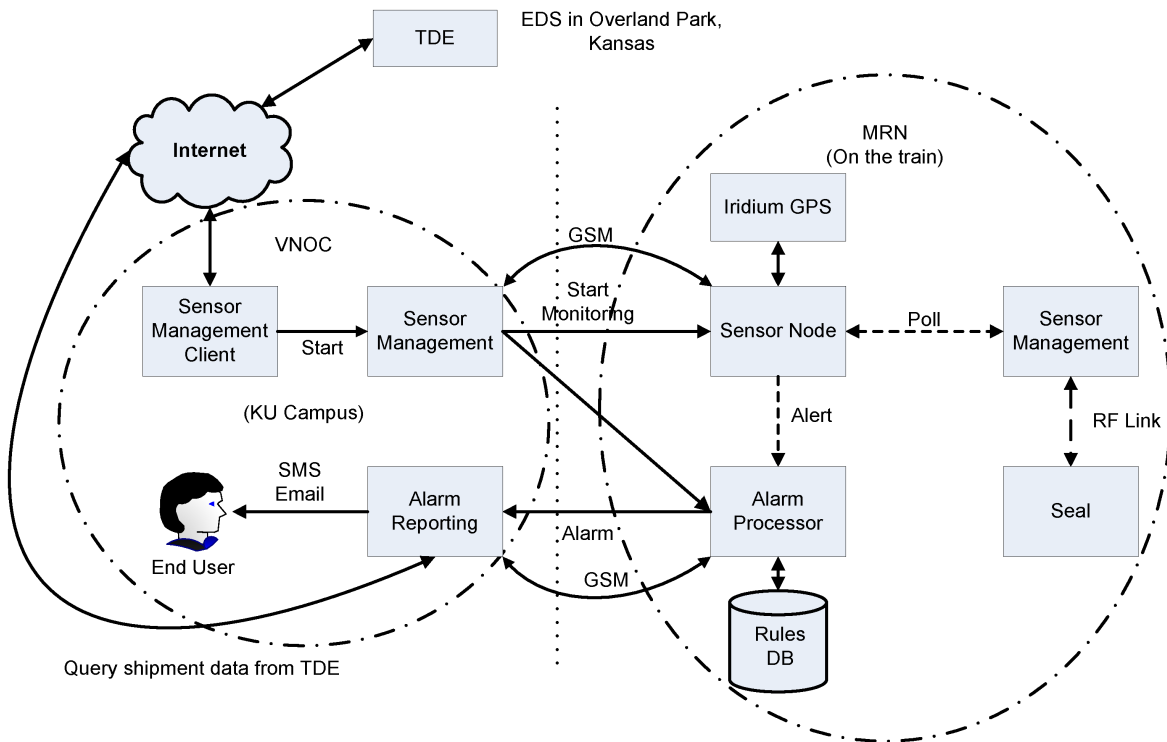 TDE
EDS in Overland Park,
Kansas
Internet
MRN
(On the train)
Iridium GPS
VNOC
GSM
Sensor
Management
Client
Start
Sensor
Management
Start
Monitoring
Sensor Node
Poll
Sensor
Management
(KU Campus)
Alert
RF Link
SMS
Email
Alarm
Reporting
Alarm
Alarm
Processor
Seal
End User
GSM
Rules
DB
Query shipment data from TDE